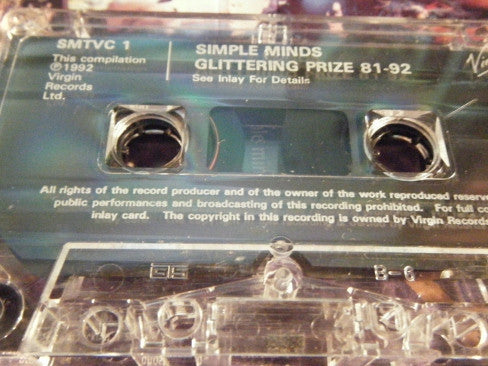 SMTVC 1
This compilation
℗1992
Virgin
Records
Ltd.
SIMPLE MINDS
GLITTERING PRIZE 81-92
See Inlay For Details
All rights of the record producer and of the owner of the work reproduced reserve
public performances and broadcasting of this recording prohibited. For full co
inlay card. The copyright in this recording is owned by Virgin Records
B-6